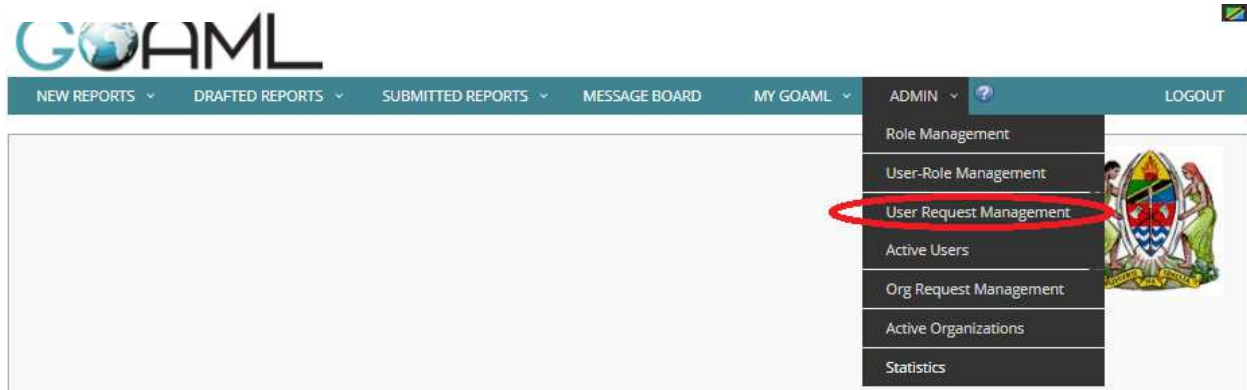 GOAML
NEW REPORTS DRAFTED REPORTS SUBMITTED REPORTS MESSAGE BOARD MY GOAML ADMIN ? LOGOUT
Role Management
User-Role Management
User Request Management
Active Users
Org Request Management
Active Organizations
Statistics